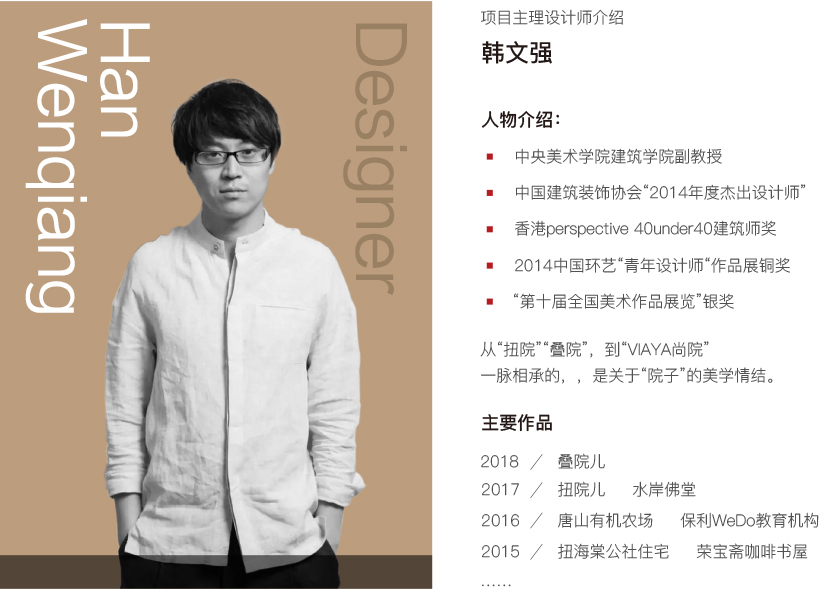 Han
Wenqiang
Designer
项目主理设计师介绍
韩文强
人物介绍：
中央美术学院建筑学院副教授
中国建筑装饰协会“2014年度杰出设计师”
香港perspective 40under40建筑师奖
2014中国环艺“青年设计师“作品展铜奖
“第十届全国美术作品展览”银奖
从“扭院”“叠院”，到“VIAYA尚院”
一脉相承的，，是关于“院子”的美学情结。
主要作品
2018 / 叠院儿
2017 / 扭院儿 水岸佛堂
2016 / 唐山有机农场 保利WeDo教育机构
2015 / 扭海棠公社住宅 荣宝斋咖啡书屋
……